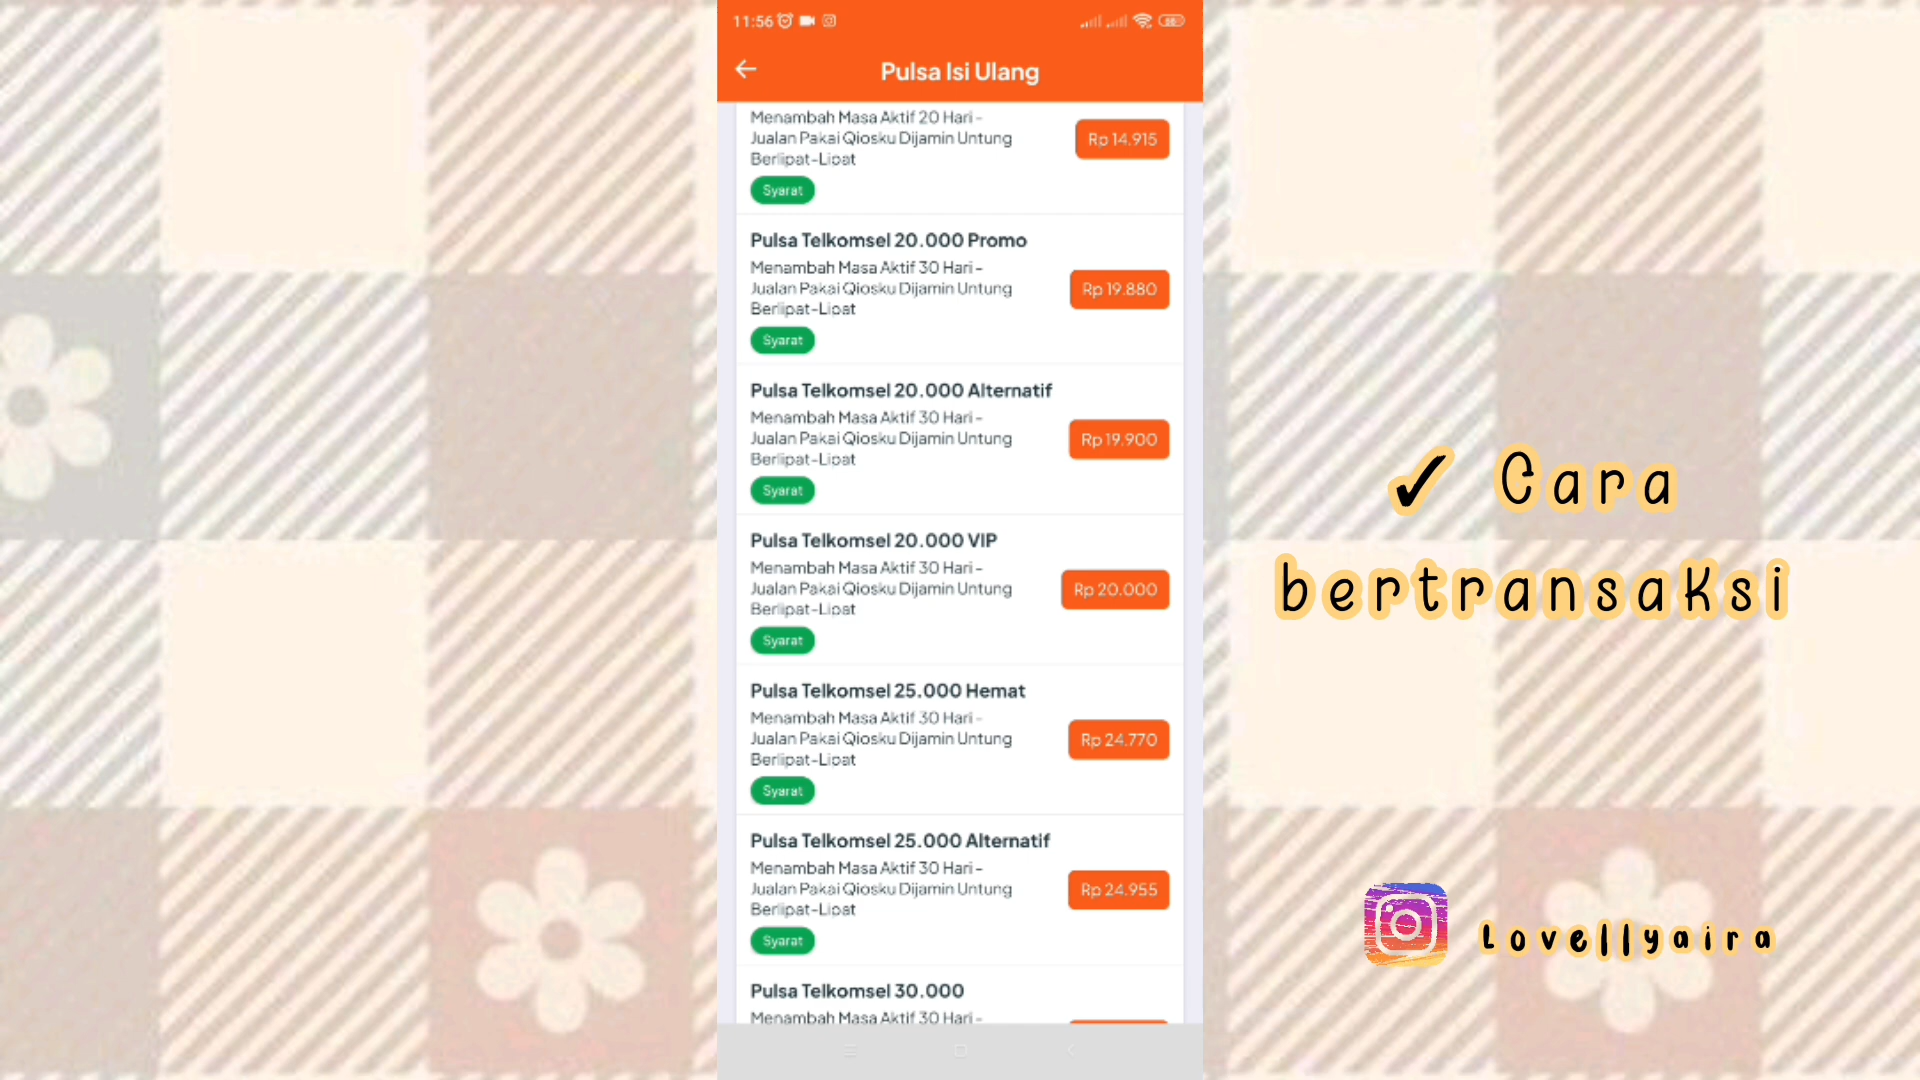 11:56
Pulsa Isi Ulang
Menambah Masa Aktif 20 Hari -
Jualan Pakai Qiosku Dijamin Untung
Berlipat-Lipat
Rp 14.915
Syarat
Pulsa Telkomsel 20.000 Promo
Menambah Masa Aktif 30 Hari -
Jualan Pakai Qiosku Dijamin Untung
Berlipat-Lipat
Rp 19.880
Syarat
Pulsa Telkomsel 20.000 Alternatif
Menambah Masa Aktif 30 Hari -
Jualan Pakai Qiosku Dijamin Untung
Berlipat-Lipat
Rp 19.900
Syarat
Pulsa Telkomsel 20.000 VIP
Menambah Masa Aktif 30 Hari -
Jualan Pakai Qiosku Dijamin Untung
Berlipat-Lipat
Rp 20.000
Syarat
Pulsa Telkomsel 25.000 Hemat
Menambah Masa Aktif 30 Hari -
Jualan Pakai Qiosku Dijamin Untung
Berlipat-Lipat
Rp 24.770
Syarat
Pulsa Telkomsel 25.000 Alternatif
Menambah Masa Aktif 30 Hari -
Jualan Pakai Qiosku Dijamin Untung
Berlipat-Lipat
Rp 24.955
Syarat
Pulsa Telkomsel 30.000
Menambah Masa Aktif 30 Hari -
✓ Cara
bertransaksi
Lovellyaira